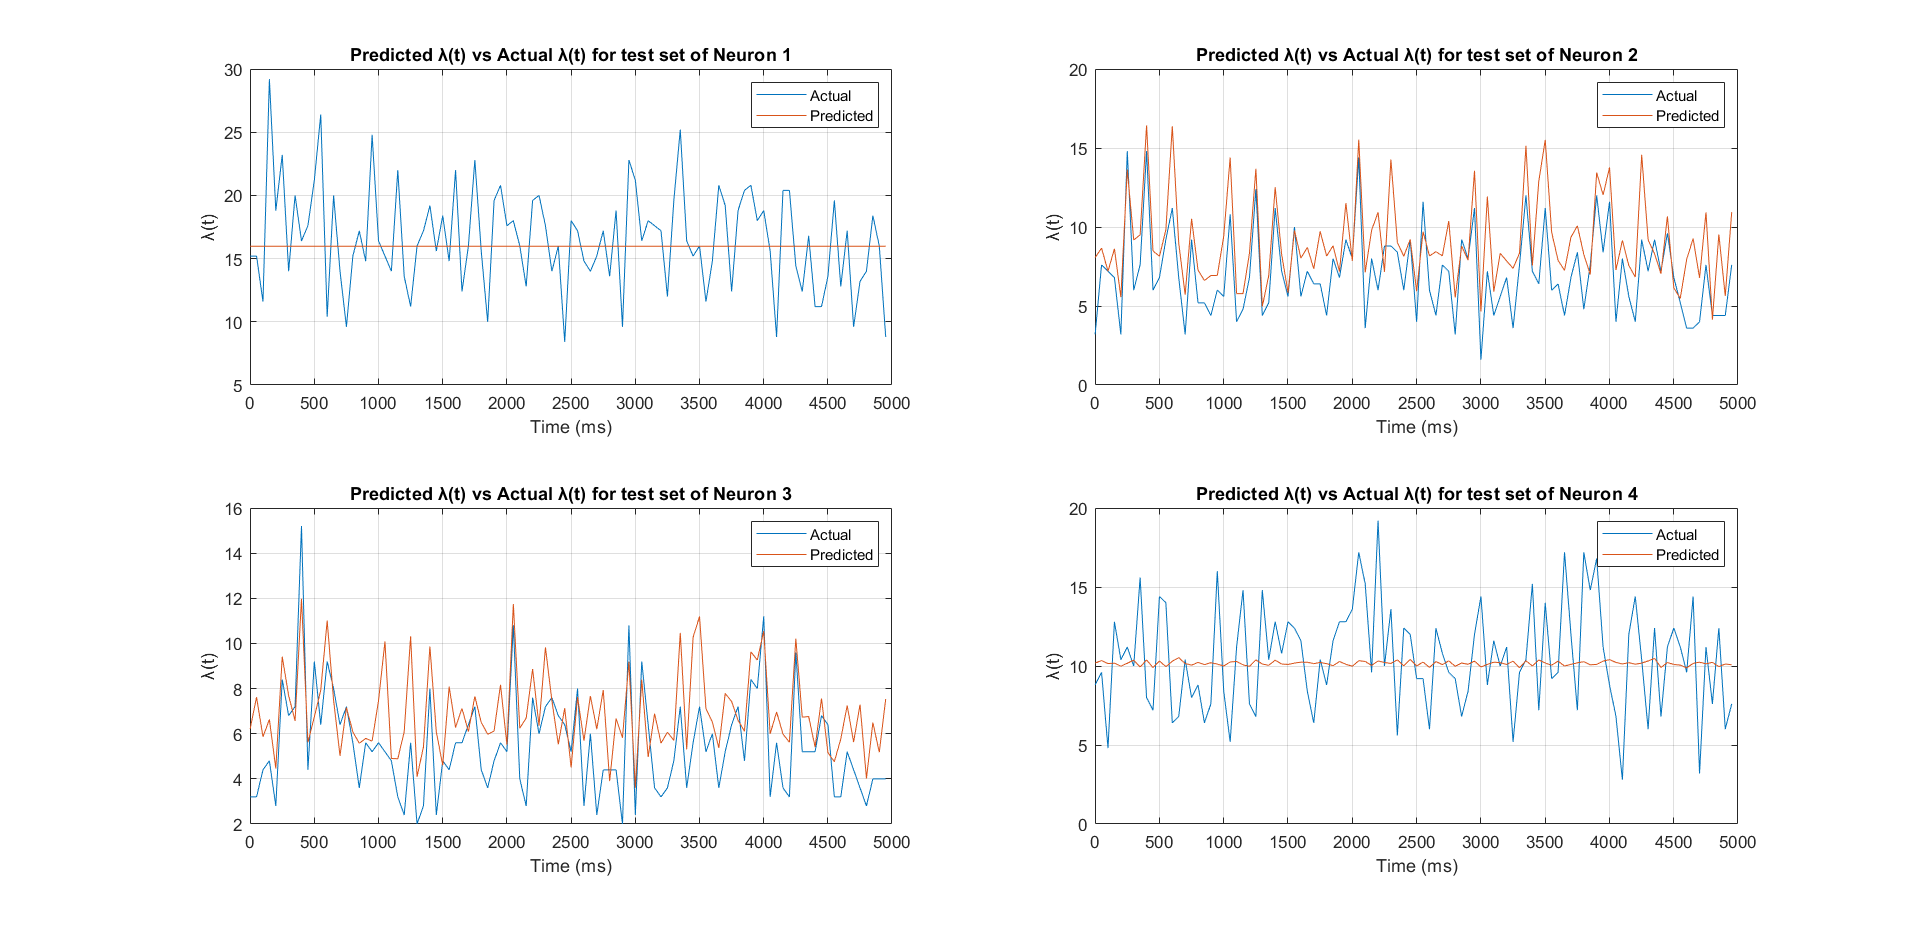 Predicted λ(t) vs Actual λ(t) for test set of Neuron 1
30
25
20
15
10
5
λ(t)
0 500 1000 1500 2000 2500 3000 3500 4000 4500 5000
Time (ms)
Actual
Predicted
Predicted λ(t) vs Actual λ(t) for test set of Neuron 2
20
15
10
5
0
λ(t)
0 500 1000 1500 2000 2500 3000 3500 4000 4500 5000
Time (ms)
Actual
Predicted
Predicted λ(t) vs Actual λ(t) for test set of Neuron 3
16
14
12
10
8
6
4
2
λ(t)
0 500 1000 1500 2000 2500 3000 3500 4000 4500 5000
Time (ms)
Actual
Predicted
Predicted λ(t) vs Actual λ(t) for test set of Neuron 4
20
15
10
5
0
λ(t)
0 500 1000 1500 2000 2500 3000 3500 4000 4500 5000
Time (ms)
Actual
Predicted